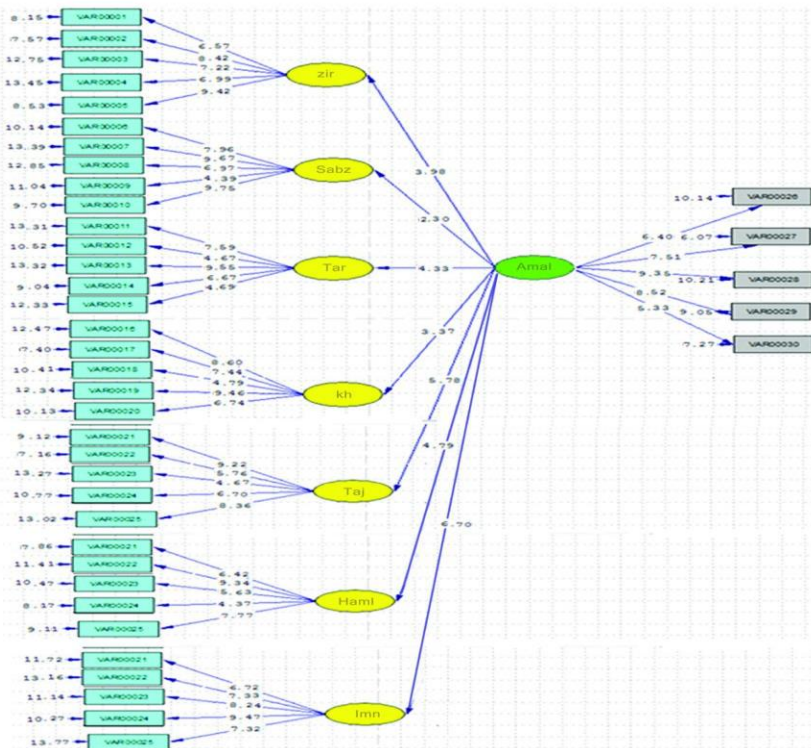 8.15 VAR00001
7.57 VAR00002
12.75 VAR00003
13.45 VAR00004
8.53 VAR00005
6.57
8.42
7.22
6.99
9.42
zir
10.14 VAR00006
13.39 VAR00007
12.85 VAR00008
11.04 VAR00009
9.70 VAR00010
7.96
9.67
6.97
4.39
9.75
Sabz
13.31 VAR00011
10.52 VAR00012
13.32 VAR00013
9.04 VAR00014
12.33 VAR00015
7.59
4.67
9.55
6.67
4.69
Tar
12.47 VAR00016
7.40 VAR00017
10.41 VAR00018
12.34 VAR00019
10.13 VAR00020
8.60
7.44
4.79
9.46
6.74
kh
9.12 VAR00021
7.16 VAR00022
13.27 VAR00023
10.77 VAR00024
13.02 VAR00025
9.22
5.76
4.67
6.70
8.36
Taj
7.86 VAR00021
11.41 VAR00022
10.47 VAR00023
8.17 VAR00024
9.11 VAR00025
6.42
9.34
5.63
4.37
7.77
Haml
11.72 VAR00021
13.16 VAR00022
11.14 VAR00023
10.27 VAR00024
13.77 VAR00025
6.72
7.33
8.24
9.47
7.32
Imn
3.98
2.30
4.33
3.37
5.78
4.79
6.70
Amal
6.40
7.51
9.35
8.52
5.33
10.14 VAR00026
6.07 VAR00027
10.21 VAR00028
9.05 VAR00029
7.27 VAR00030